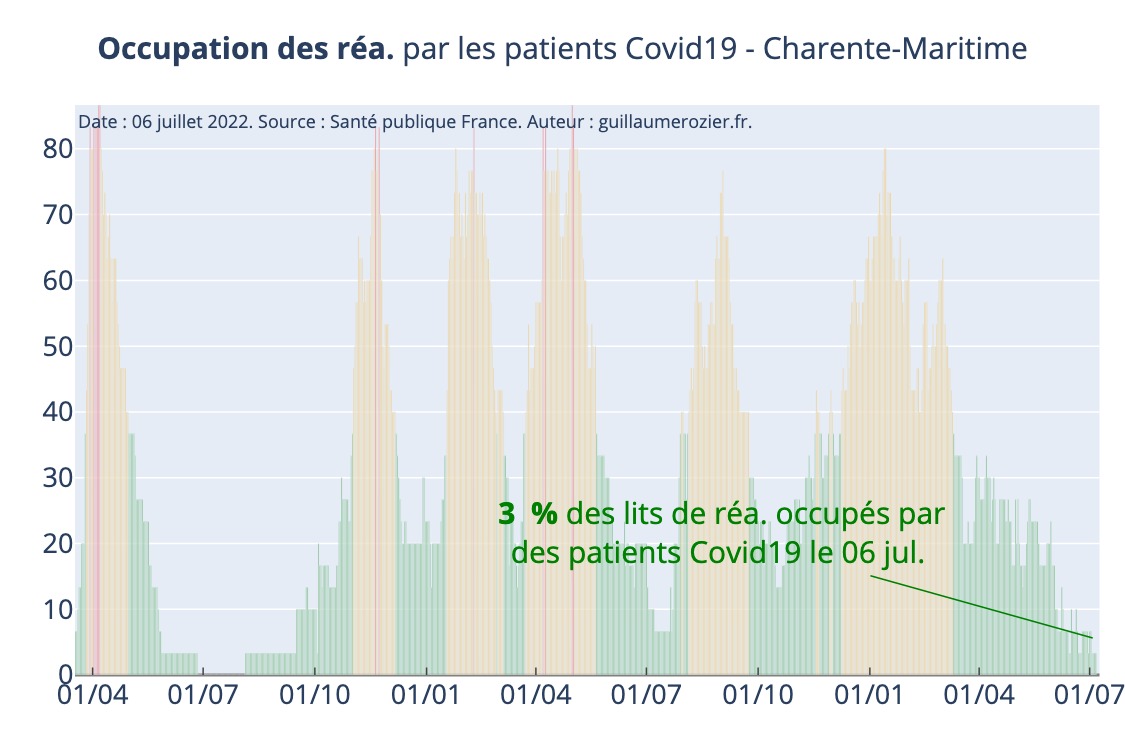 Occupation des réa. par les patients Covid19 - Charente-Maritime
Date : 06 juillet 2022. Source : Santé publique France. Auteur : guillaumerozier.fr.
80
70
60
50
40
30
20
10
0
3 % des lits de réa. occupés par
des patients Covid19 le 06 jul.
01/04 01/07 01/10 01/01 01/04 01/07 01/10 01/01 01/04 01/07